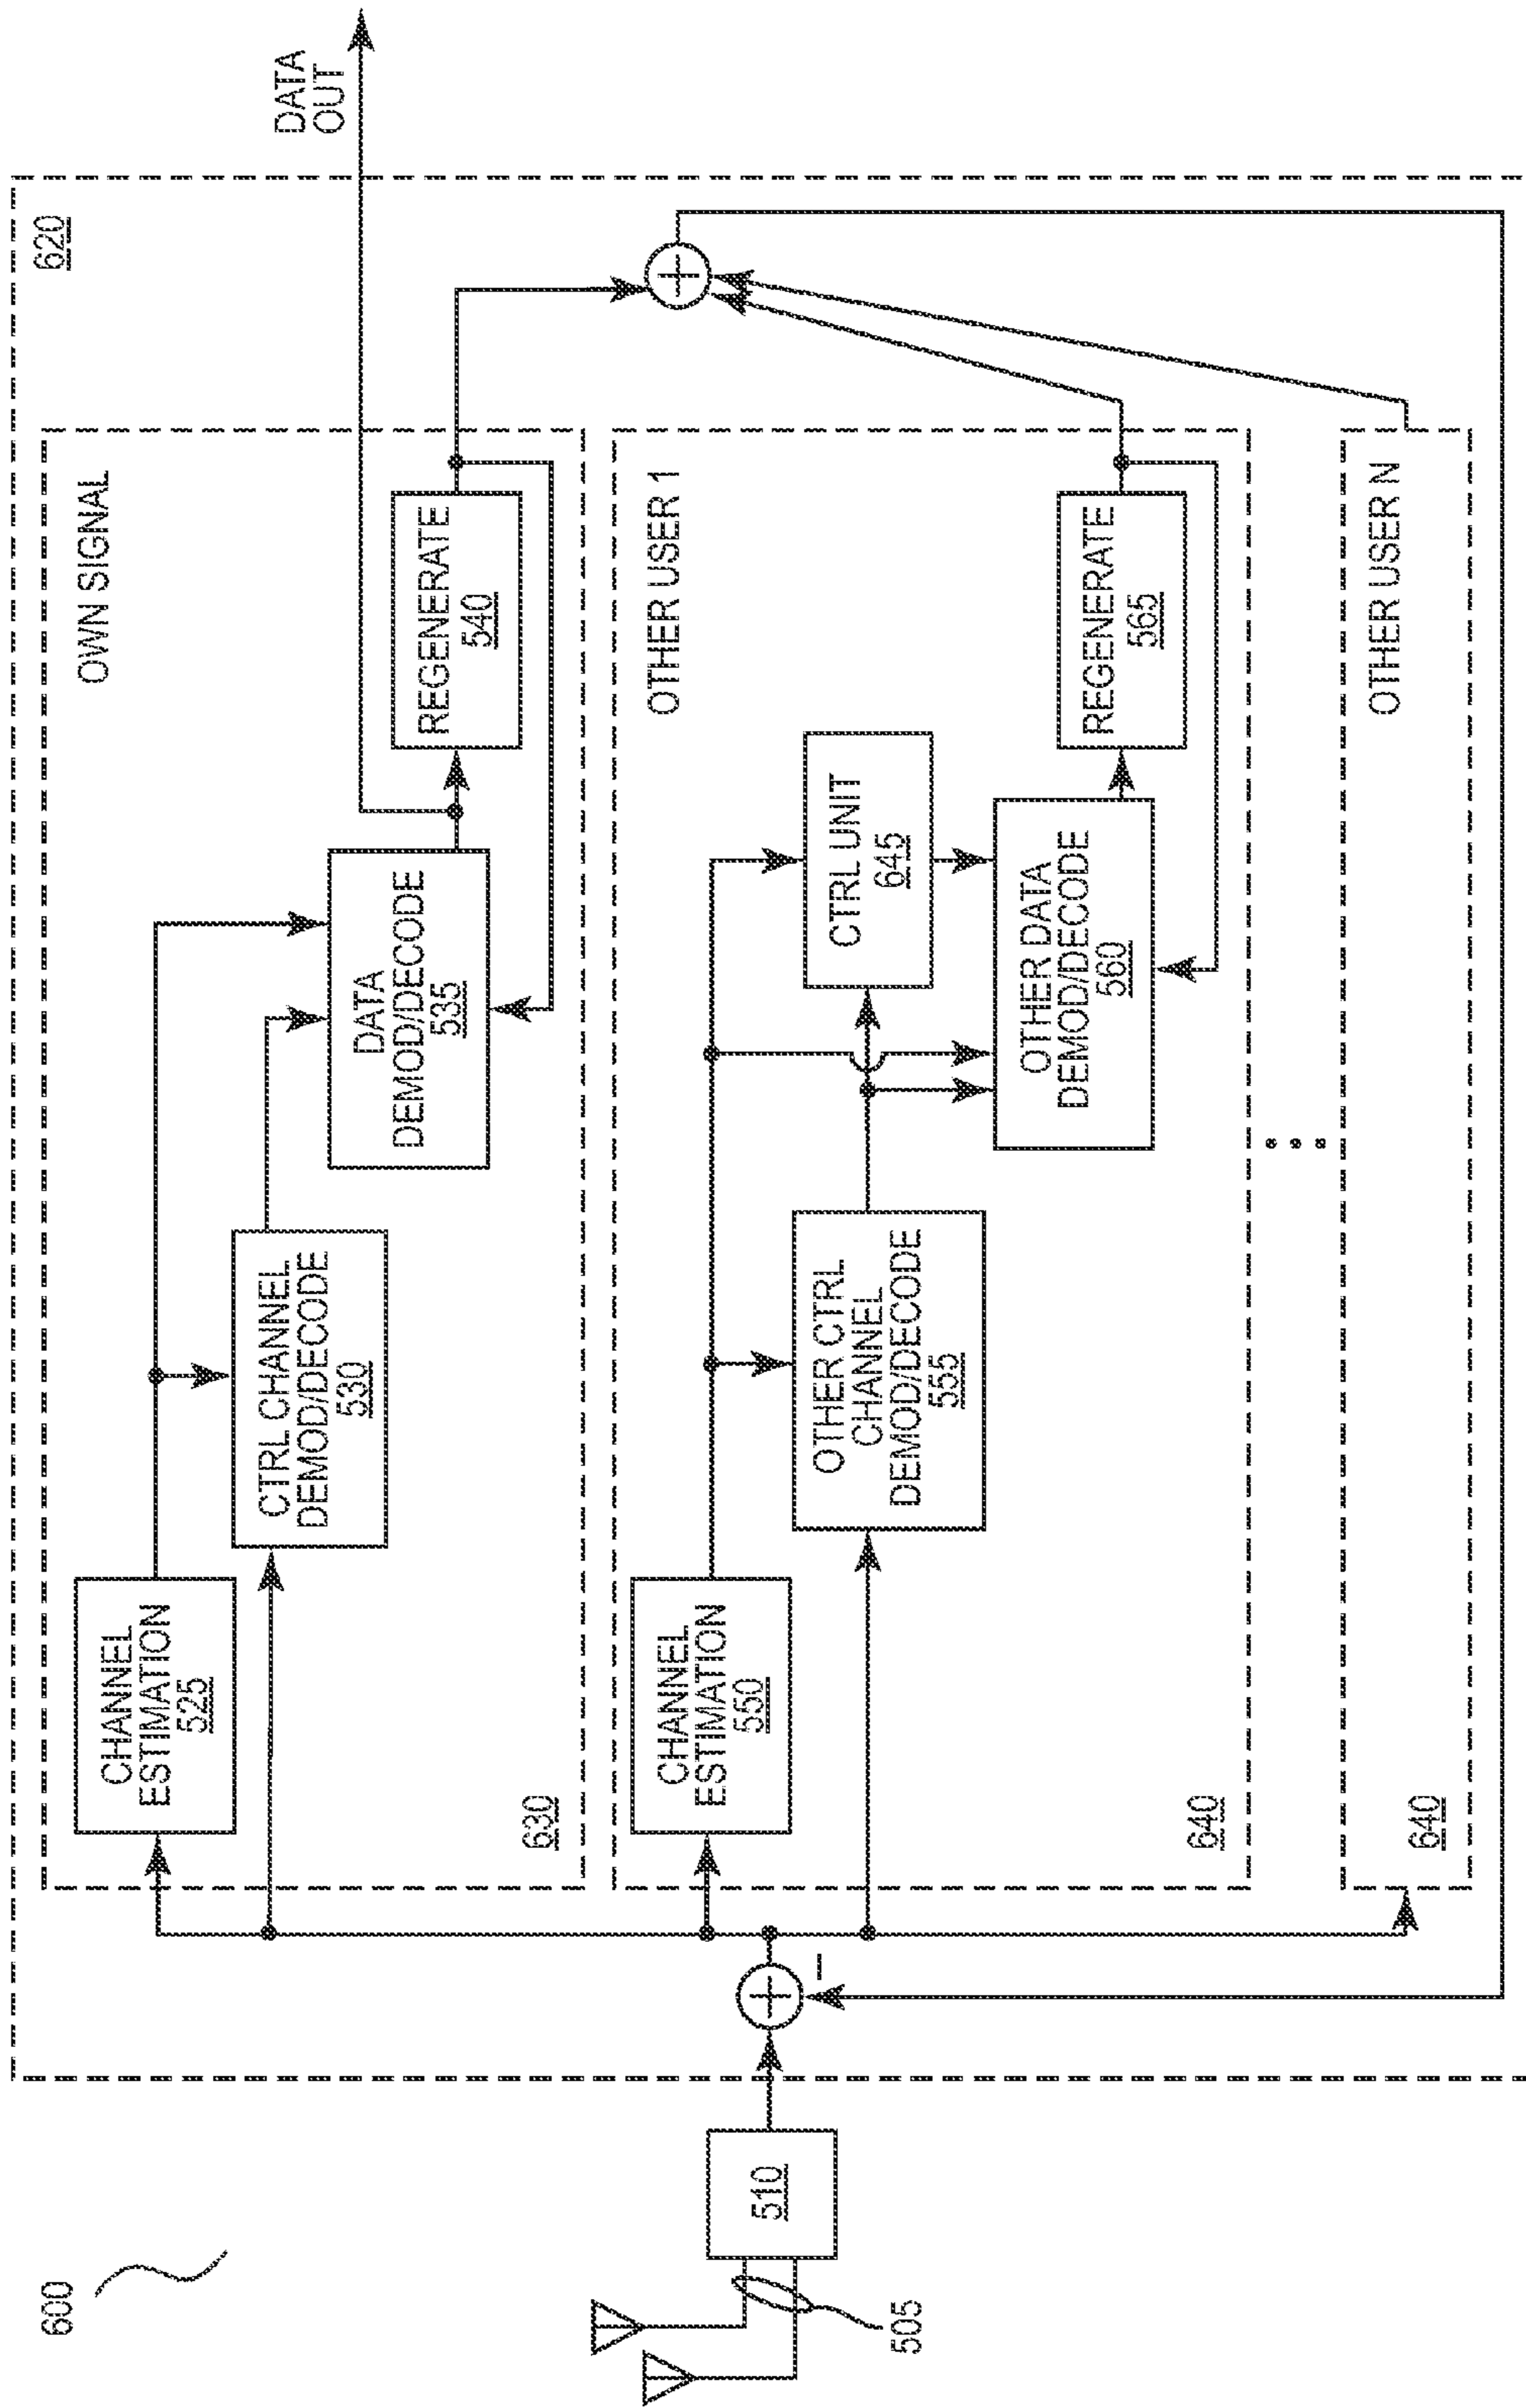 600
505
510
620
DATA
OUT
OWN SIGNAL
CHANNEL
ESTIMATION
525
CTRL CHANNEL
DEMOD/DECODE
530
DATA
DEMOD/DECODE
535
REGENERATE
540
630
OTHER USER 1
CHANNEL
ESTIMATION
550
OTHER CTRL
CHANNEL
DEMOD/DECODE
555
CTRL UNIT
645
OTHER DATA
DEMOD/DECODE
560
REGENERATE
565
640
OTHER USER N
640